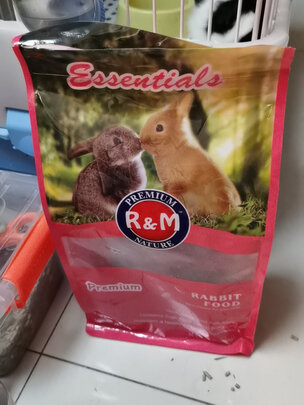 Essentials
PREMIUM
R&M
NATURE
Premium
RABBIT
FOOD